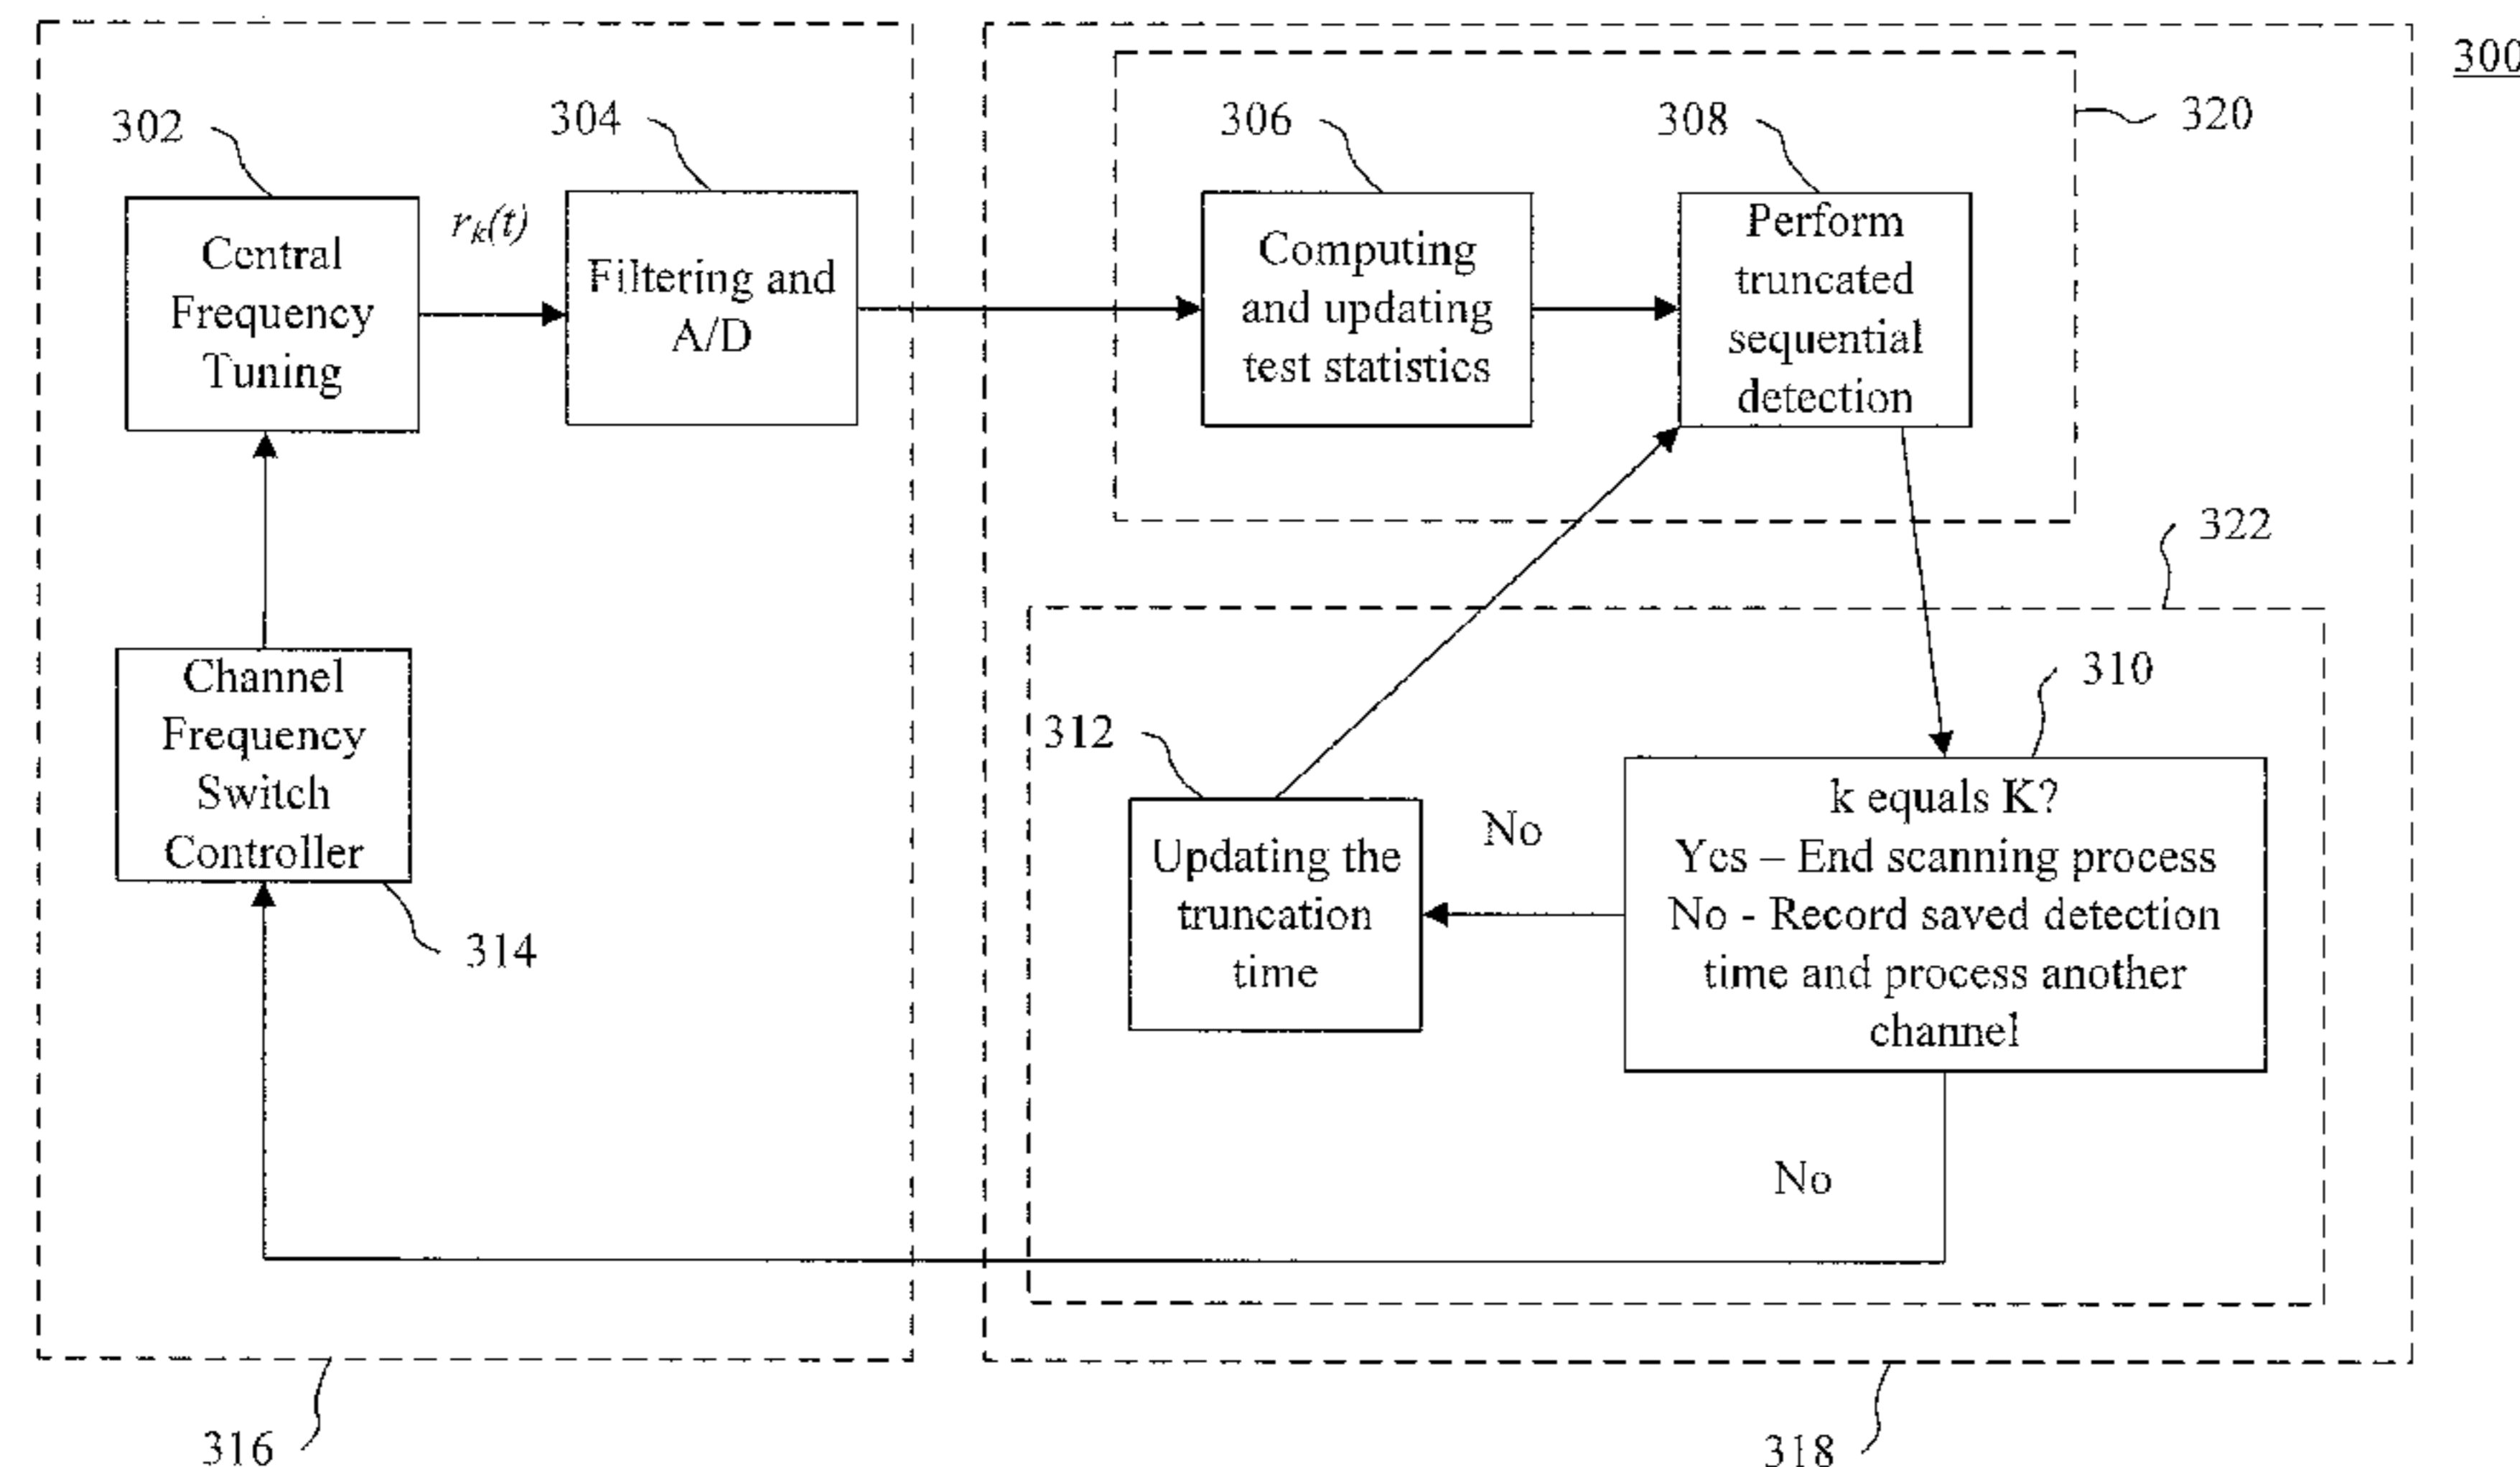 300
302
304
306
308
320
Central
Frequency
Tuning
rk(t)
Filtering and
A/D
Computing
and updating
test statistics
Perform
truncated
sequential
detection
322
310
312
Channel
Frequency
Switch
Controller
314
Updating the
truncation
time
No
k equals K?
Yes – End scanning process
No - Record saved detection
time and process another
channel
No
316
318